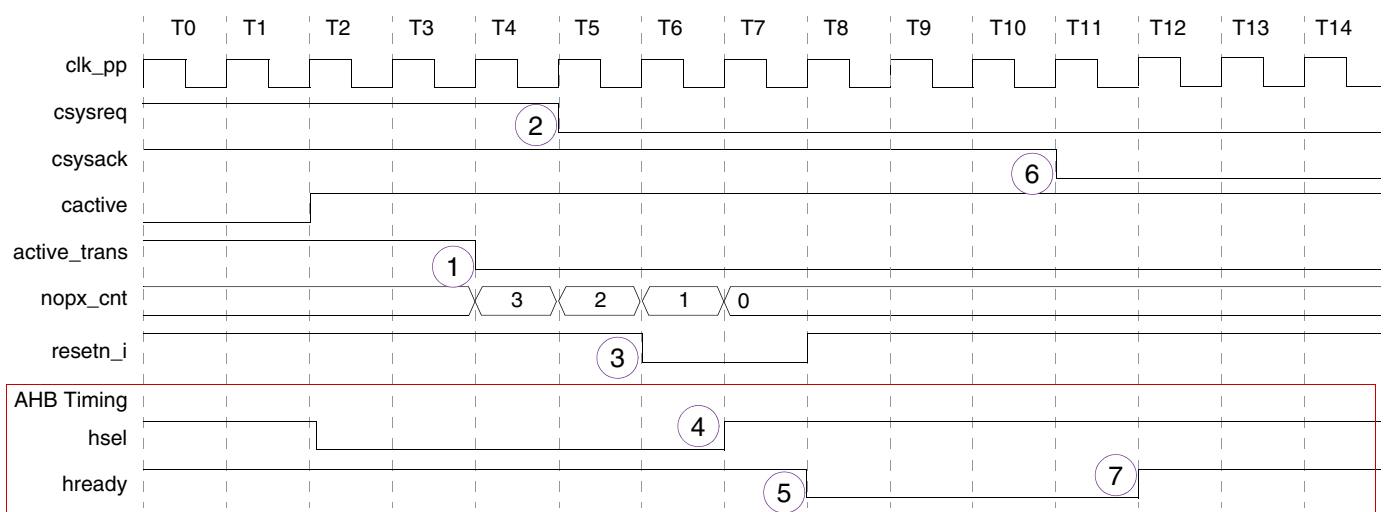 T0 T1 T2 T3 T4 T5 T6 T7 T8 T9 T10 T11 T12 T13 T14
clk_pp
csysreq
2
csysack
6
cactive
active_trans
1
nopx_cnt 3 2 1 0
resetn_i
3
AHB Timing
hsel
4
hready
5
7